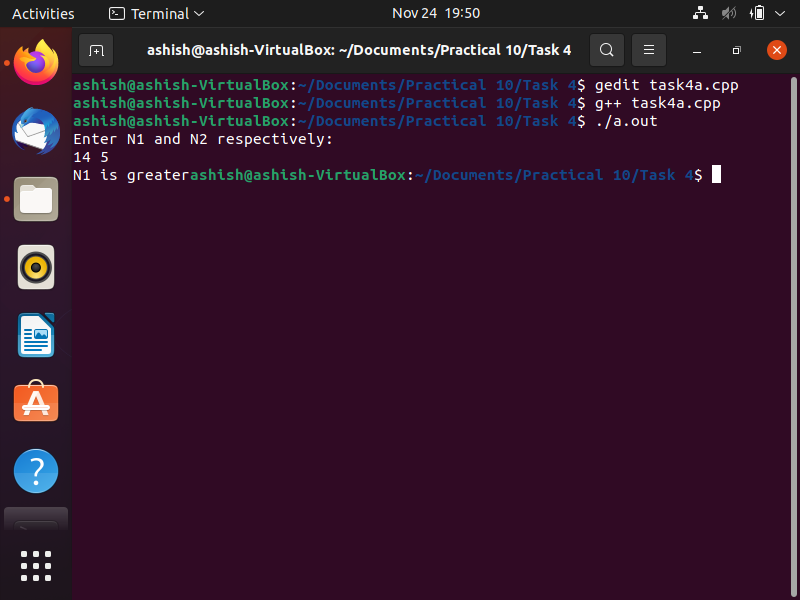 Activities
Terminal
Nov 24 19:50
ashish@ashish-VirtualBox: ~/Documents/Practical 10/Task 4
ashish@ashish-VirtualBox:~/Documents/Practical 10/Task 4$ gedit task4a.cpp
ashish@ashish-VirtualBox:~/Documents/Practical 10/Task 4$ g++ task4a.cpp
ashish@ashish-VirtualBox:~/Documents/Practical 10/Task 4$ ./a.out
Enter N1 and N2 respectively:
14 5
N1 is greaterashish@ashish-VirtualBox:~/Documents/Practical 10/Task 4$